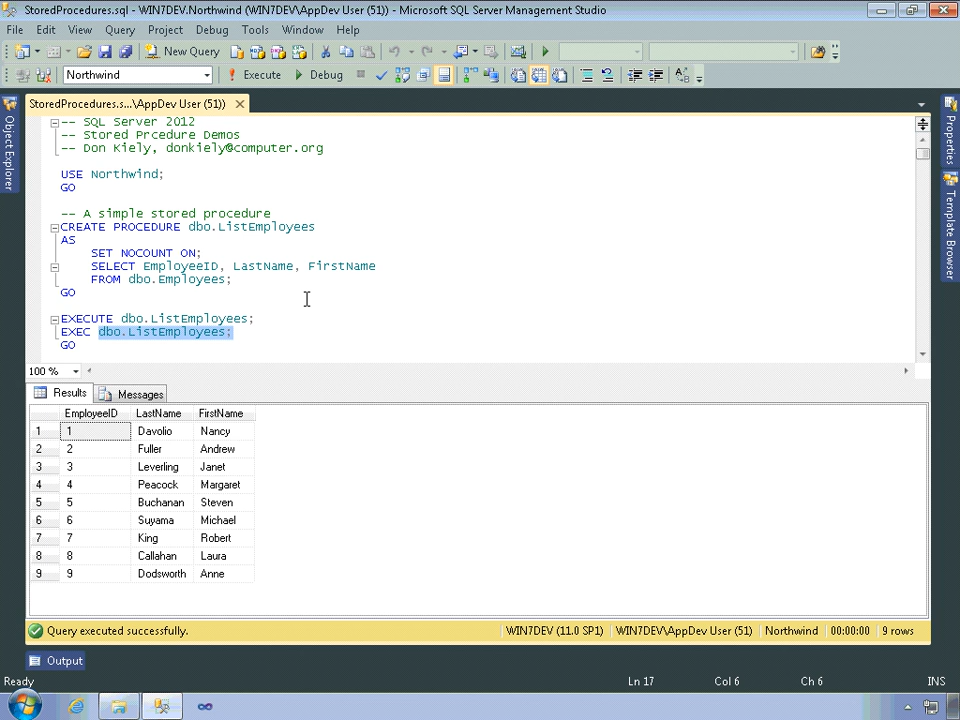 StoredProcedures.sql - WIN7DEV.Northwind (WIN7DEV\AppDev User (51)) - Microsoft SQL Server Management Studio
File Edit View Query Project Debug Tools Window Help
New Query
Northwind Execute Debug
StoredProcedures.s...\AppDev User (51))
Object Explorer
Properties
Template Browser
-- SQL Server 2012
-- Stored Prcedure Demos
-- Don Kiely, donkiely@computer.org
USE Northwind;
GO
-- A simple stored procedure
CREATE PROCEDURE dbo.ListEmployees
AS
SET NOCOUNT ON;
SELECT EmployeeID, LastName, FirstName
FROM dbo.Employees;
GO
EXECUTE dbo.ListEmployees;
EXEC dbo.ListEmployees;
GO
100 %
Results Messages
EmployeeID LastName FirstName
1 1 Davolio Nancy
2 2 Fuller Andrew
3 3 Leverling Janet
4 4 Peacock Margaret
5 5 Buchanan Steven
6 6 Suyama Michael
7 7 King Robert
8 8 Callahan Laura
9 9 Dodsworth Anne
Query executed successfully. WIN7DEV (11.0 SP1) WIN7DEV\AppDev User (51) Northwind 00:00:00 9 rows
Output
Ready Ln 17 Col 6 Ch 6 INS